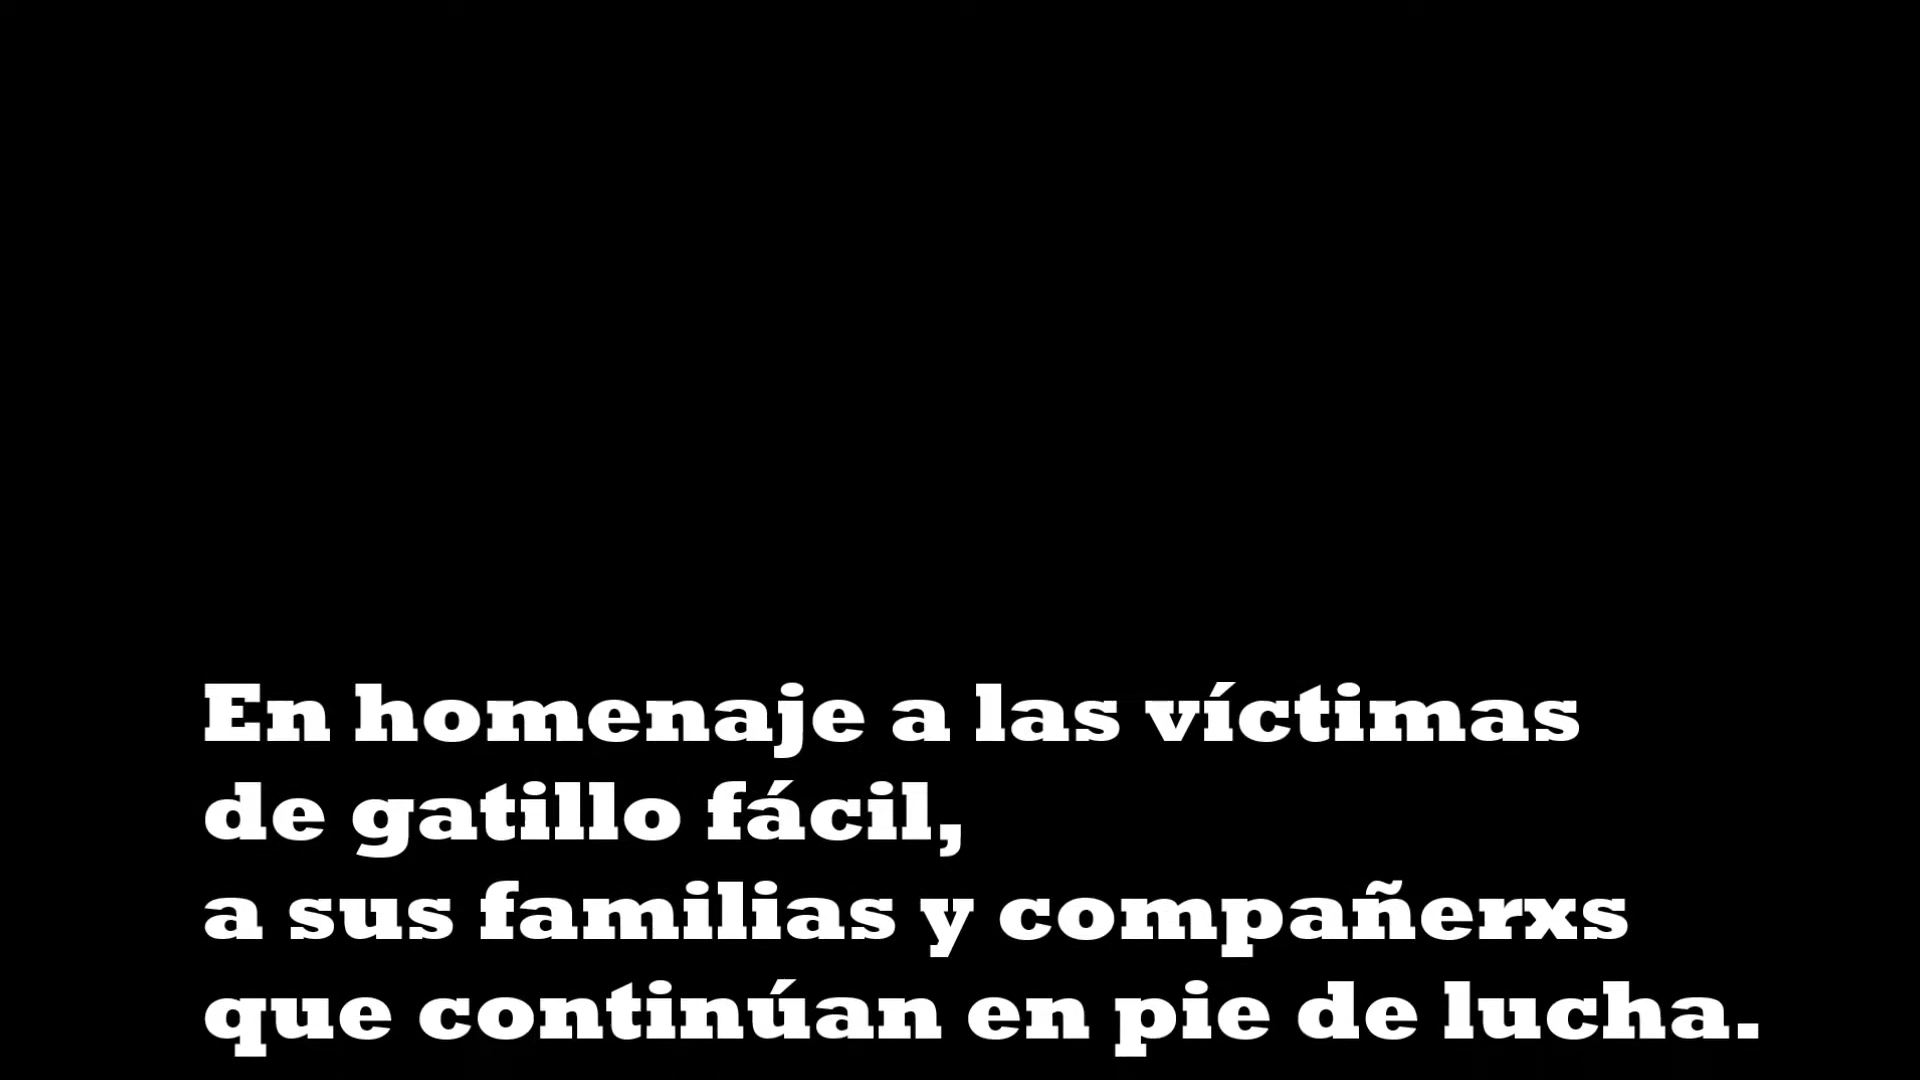 En homenaje a las víctimas
de gatillo fácil,
a sus familias y compañerxs
que continúan en pie de lucha.